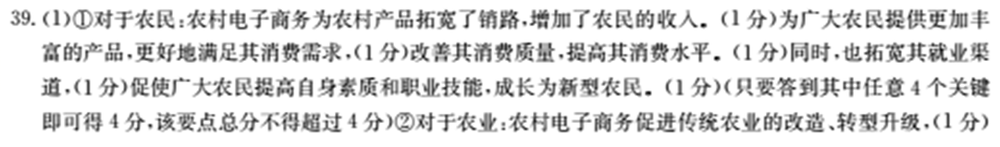 39. (1)①对于农民:农村电子商务为农村产品拓宽了销路,增加了农民的收入。(1分)为广大农民提供更加丰
富的产品,更好地满足其消费需求,(1分)改善其消费质量,提高其消费水平。(1分)同时,也拓宽其就业渠
道,(1分)促使广大农民提高自身素质和职业技能,成长为新型农民。(1分)(只要答到其中任意4个关键
即可得4分,该要点总分不得超过4分)②对于农业:农村电子商务促进传统农业的改造、转型升级,(1分)